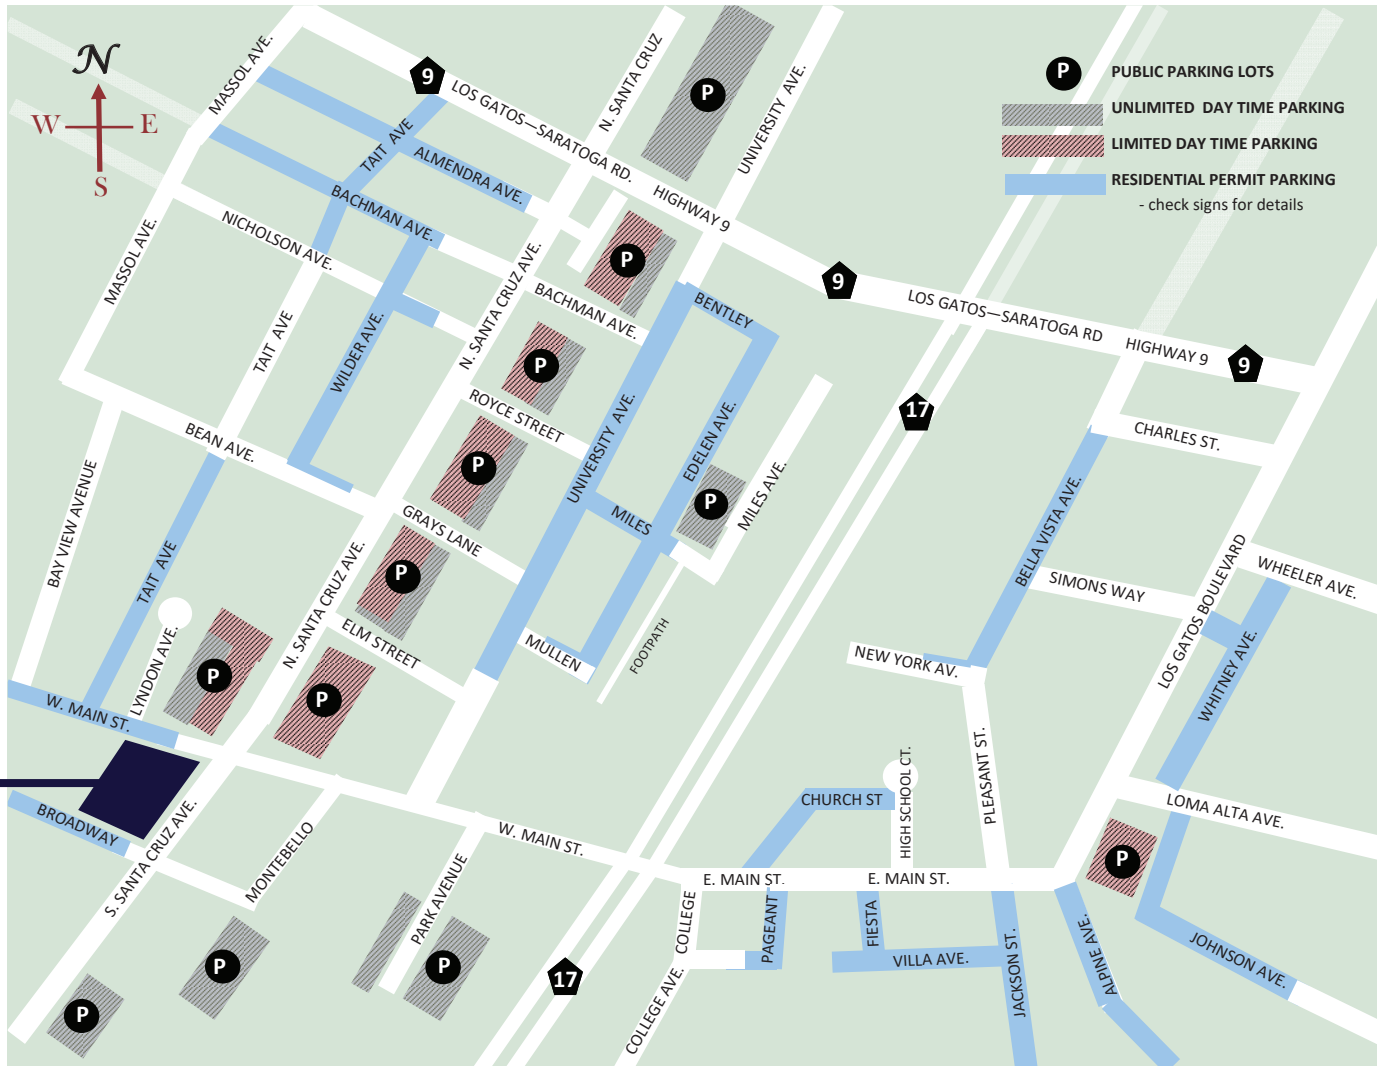 N
W E
S
MASSOL AVE.
9
LOS GATOS—SARATOGA RD.
HIGHWAY 9
N. SANTA CRUZ
P
UNIVERSITY AVE.
P
PUBLIC PARKING LOTS
UNLIMITED DAY TIME PARKING
LIMITED DAY TIME PARKING
RESIDENTIAL PERMIT PARKING
- check signs for details
TAIT AVE
ALMENDRA AVE.
BACHMAN AVE.
NICHOLSON AVE.
MASSOL AVE.
N. SANTA CRUZ AVE.
P
BACHMAN AVE.
BENTLEY
9
LOS GATOS—SARATOGA RD
HIGHWAY 9
9
TAIT AVE
WILDER AVE.
P
ROYCE STREET
UNIVERSITY AVE.
EDELEN AVE.
17
CHARLES ST.
BEAN AVE.
BAY VIEW AVENUE
P
GRAYS LANE
MILES
P
MILES AVE.
BELLA VISTA AVE.
SIMONS WAY
LOS GATOS BOULEVARD
WHEELER AVE.
TAIT AVE
LYNDON AVE.
P
N. SANTA CRUZ AVE.
P
ELM STREET
MULLEN
FOOTPATH
NEW YORK AV.
WHITNEY AVE.
W. MAIN ST.
P
PLEASANT ST.
BROADWAY
S. SANTA CRUZ AVE.
MONTEBELLO
W. MAIN ST.
CHURCH ST
HIGH SCHOOL CT.
LOMA ALTA AVE.
P
E. MAIN ST.
E. MAIN ST.
PARK AVENUE
COLLEGE
PAGEANT
FIESTA
VILLA AVE.
JACKSON ST.
ALPINE AVE.
JOHNSON AVE.
P
P
P
17
COLLEGE AVE.